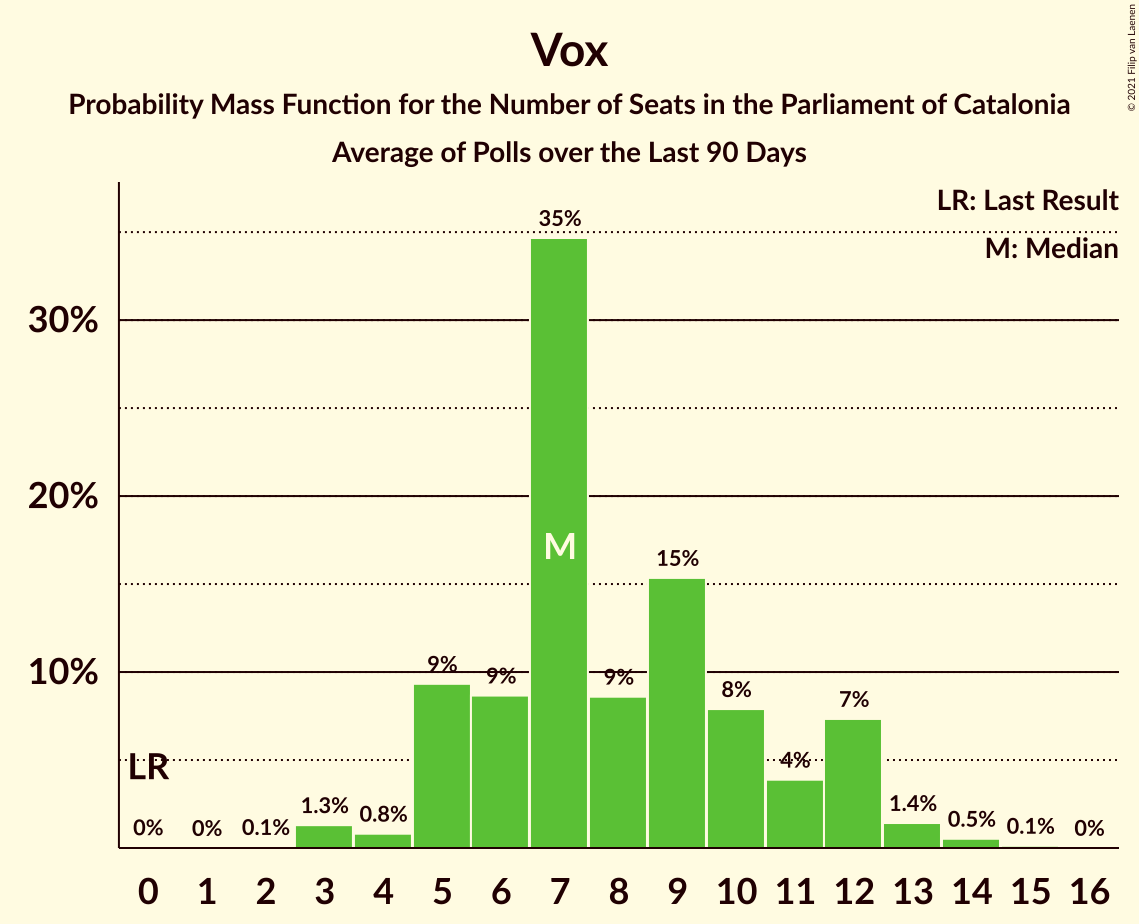 Vox
Probability Mass Function for the Number of Seats in the Parliament of Catalonia
Average of Polls over the Last 90 Days
© 2021 Filip van Laenen
LR: Last Result
M: Median
35%
30%
20%
M
15%
10%
9%
9%
9%
8%
7%
LR
4%
0%
0%
0.1%
1.3%
0.8%
1.4%
0.5%
0.1%
0%
0 1 2 3 4 5 6 7 8 9 10 11 12 13 14 15 16